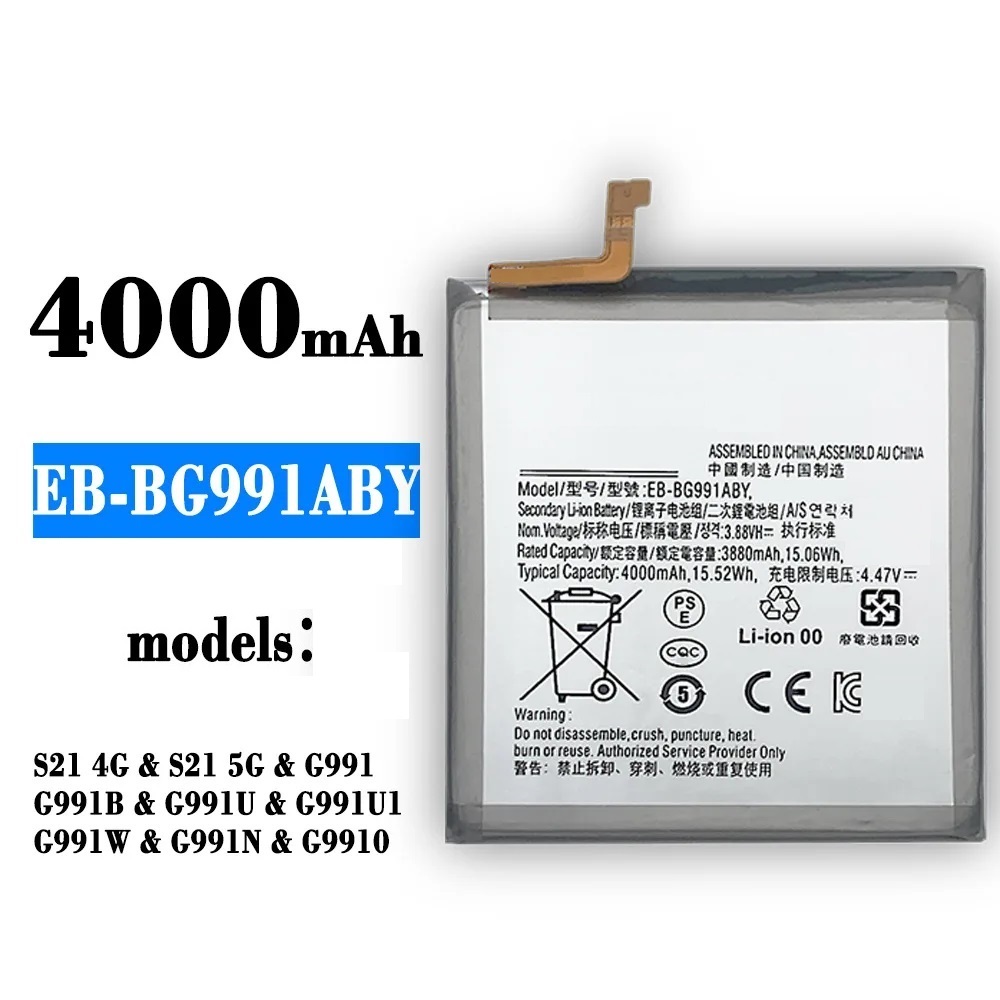 4000mAh
EB-BG991ABY
models:
S21 4G & S21 5G & G991
G991B & G991U & G991U1
G991W & G991N & G9910
ASSEMBLED IN CHINA,ASSEMBLD AU CHINA
中國制造/中国制造
Model/型号/型號:EB-BG991ABY,
Secondary Li-ion Battery/锂离子电池组/二次鋰電池組/A/S연락처
Nom.Voltage/标称电压/標稱電壓/정격:3.88V⎓ 执行标准
Rated Capacity/额定容量/額定電容量/3880mAh,15.06Wh,
Typical Capacity:4000mAh,15.52Wh, 充电限制电压:4.47V⎓
PS
E
CQC
5
Li-ion 00
廢電池請回收
CE
Warning:
Do not disassemble,crush, puncture, heat.
burn or reuse. Authorized Service Provider Only
警告: 禁止拆卸、穿刺、燃烧或重复使用